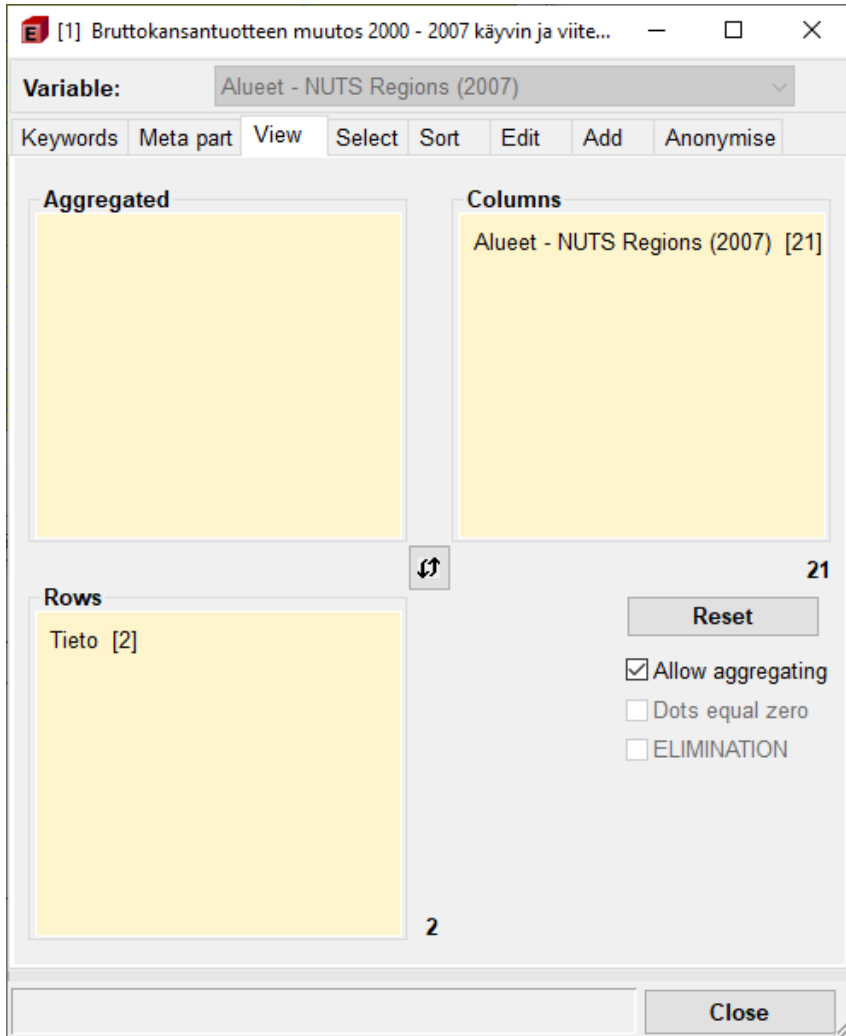 E [1] Bruttokansantuotteen muutos 2000 - 2007 käyvin ja viite...
Variable: Alueet - NUTS Regions (2007)
Keywords Meta part View Select Sort Edit Add Anonymise
Aggregated
Columns
Alueet - NUTS Regions (2007) [21]
21
Rows
Tieto [2]
2
Reset
Allow aggregating
Dots equal zero
ELIMINATION
Close